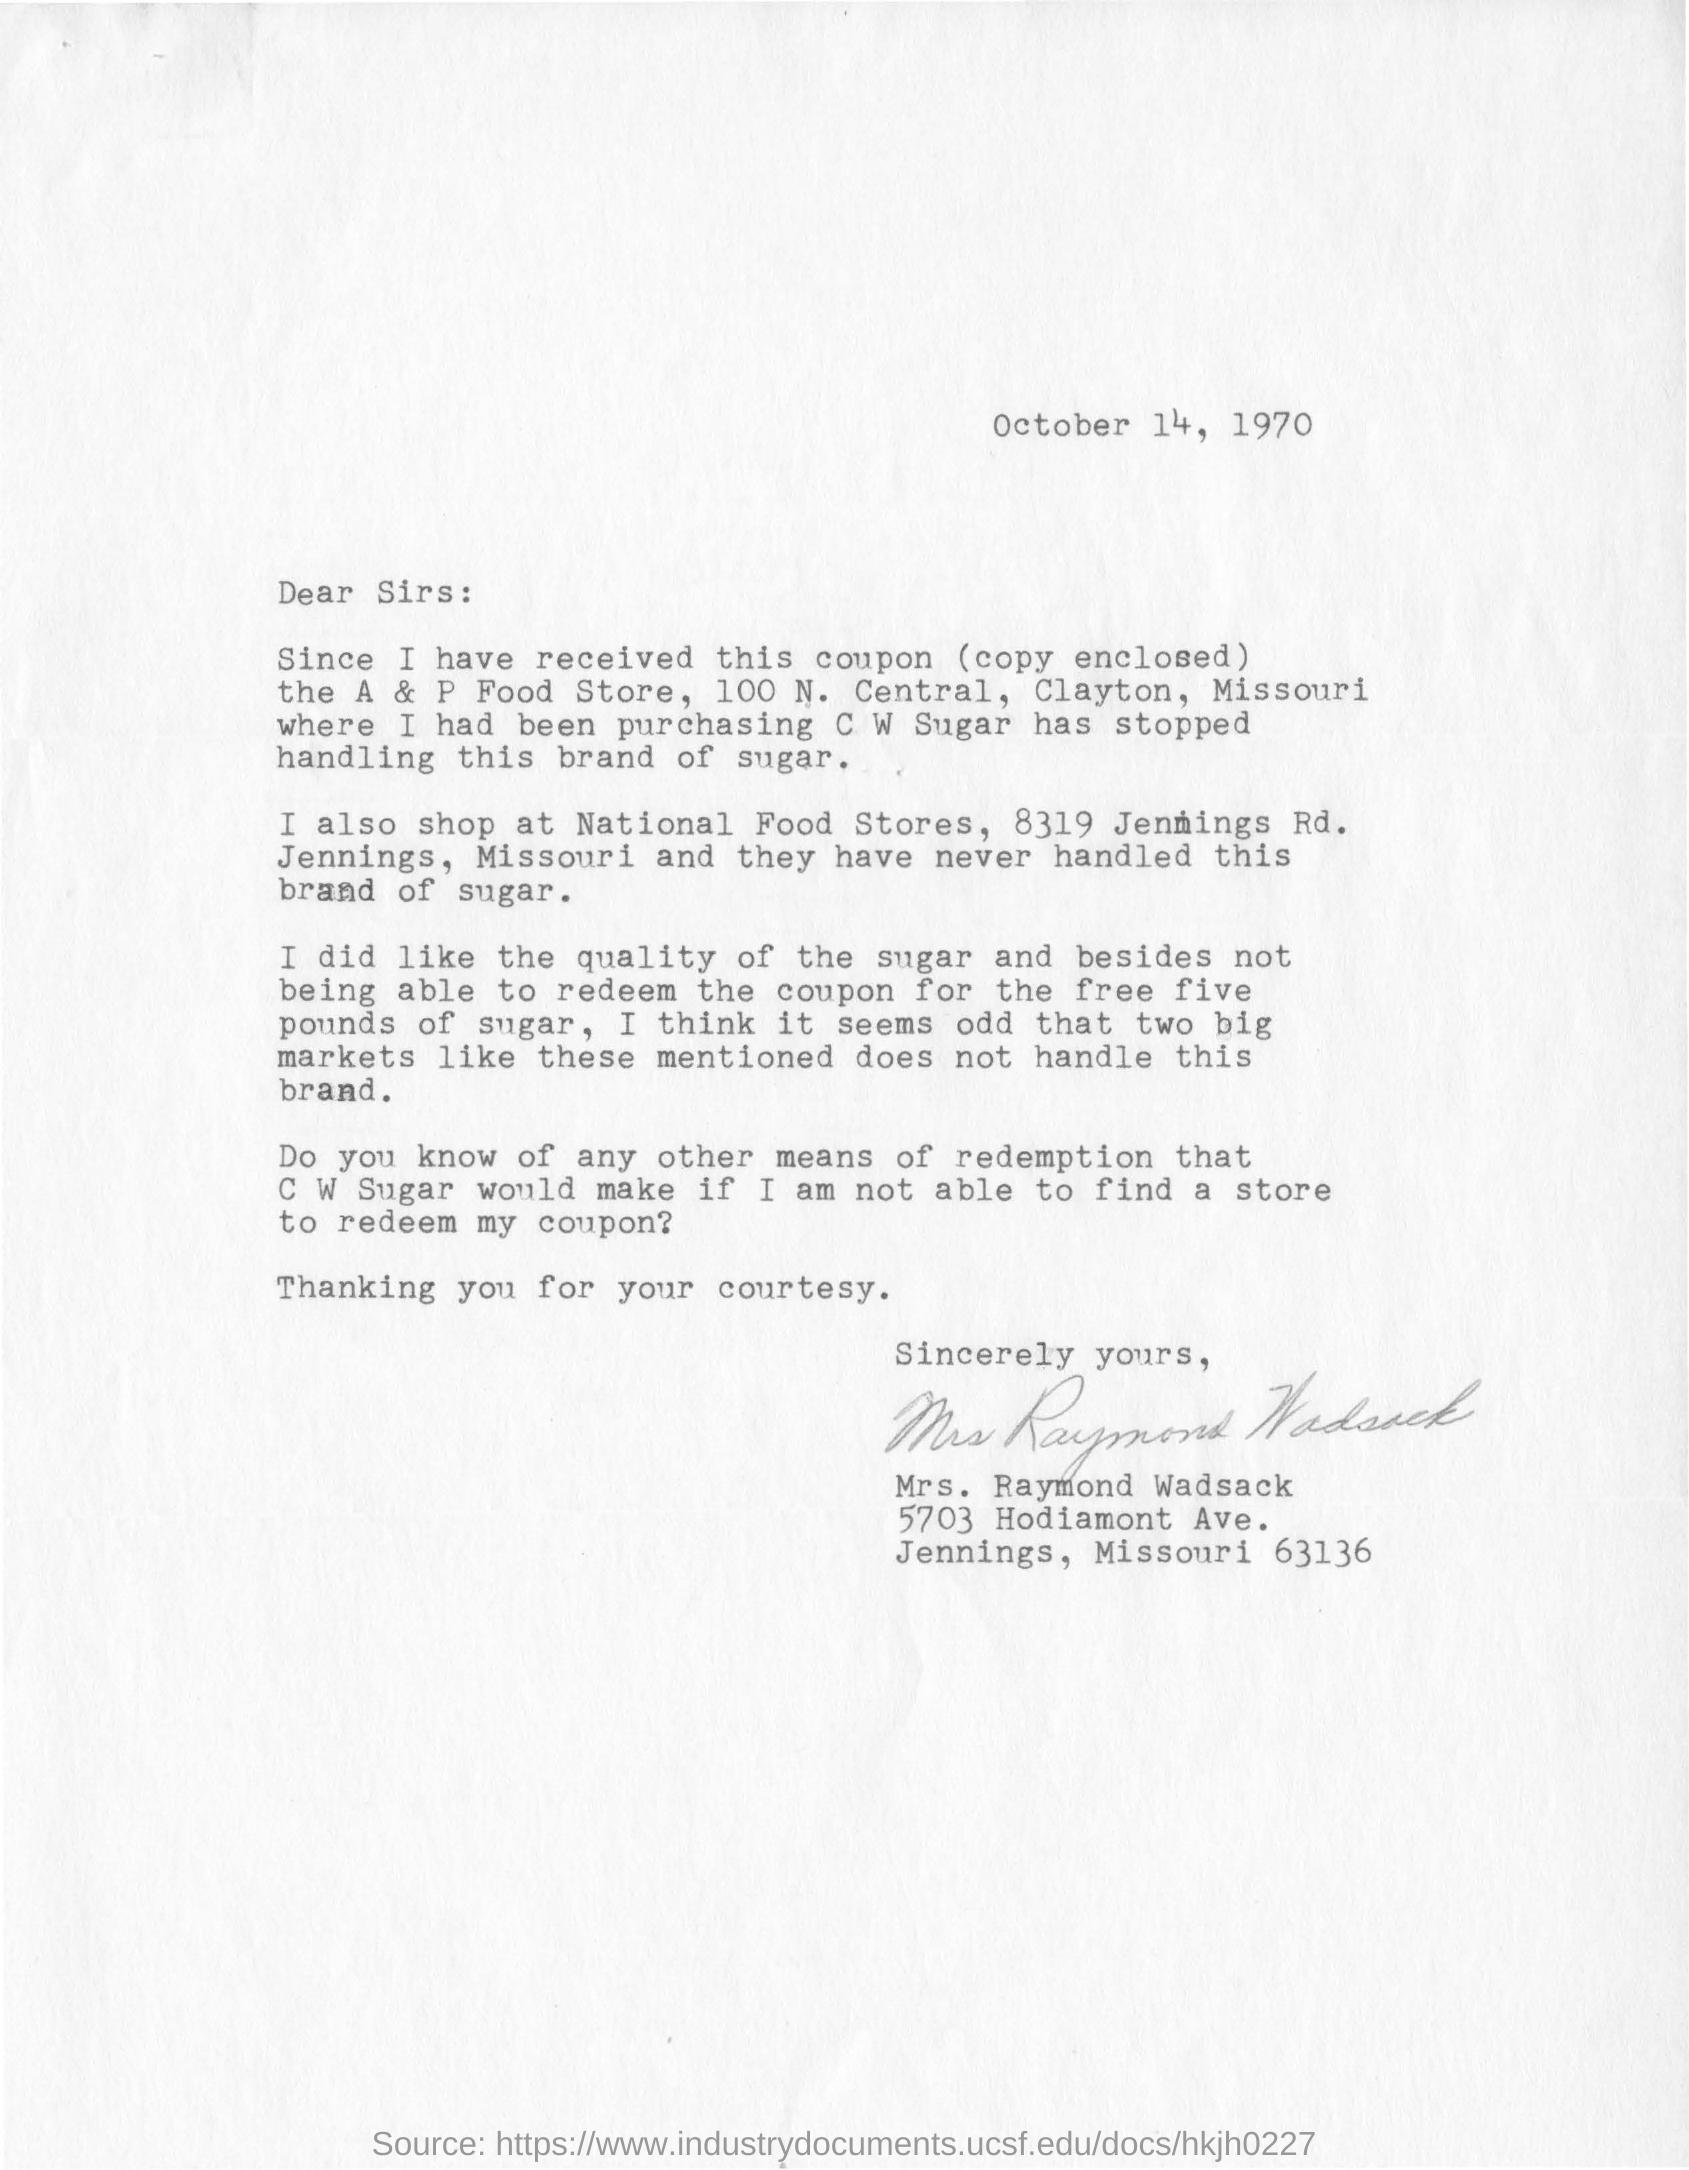 October 14, 1970
Dear Sirs:
Since I have received this coupon (copy enclosed)
the A & P Food Store, 100 N. Central, Clayton, Missouri
where I had been purchasing C W Sugar has stopped
handling this brand of sugar.
I also shop at National Food Stores, 8319 Jennings Rd.
Jennings, Missouri and they have never handled this
brand of sugar.
I did like the quality of the sugar and besides not
being able to redeem the coupon for the free five
pounds of sugar, I think it seems odd that two big
markets like these mentioned does not handle this
brand.
Do you know of any other means of redemption that
C W Sugar would make if I am not able to find a store
to redeem my coupon?
Thanking you for your courtesy.
Sincerely yours,
Mrs Raymond Wadsack
Mrs. Raymond Wadsack
5703 Hodiamont Ave.
Jennings, Missouri 63136
Source: https://www.industrydocuments.ucsf.edu/docs/hkjh0227